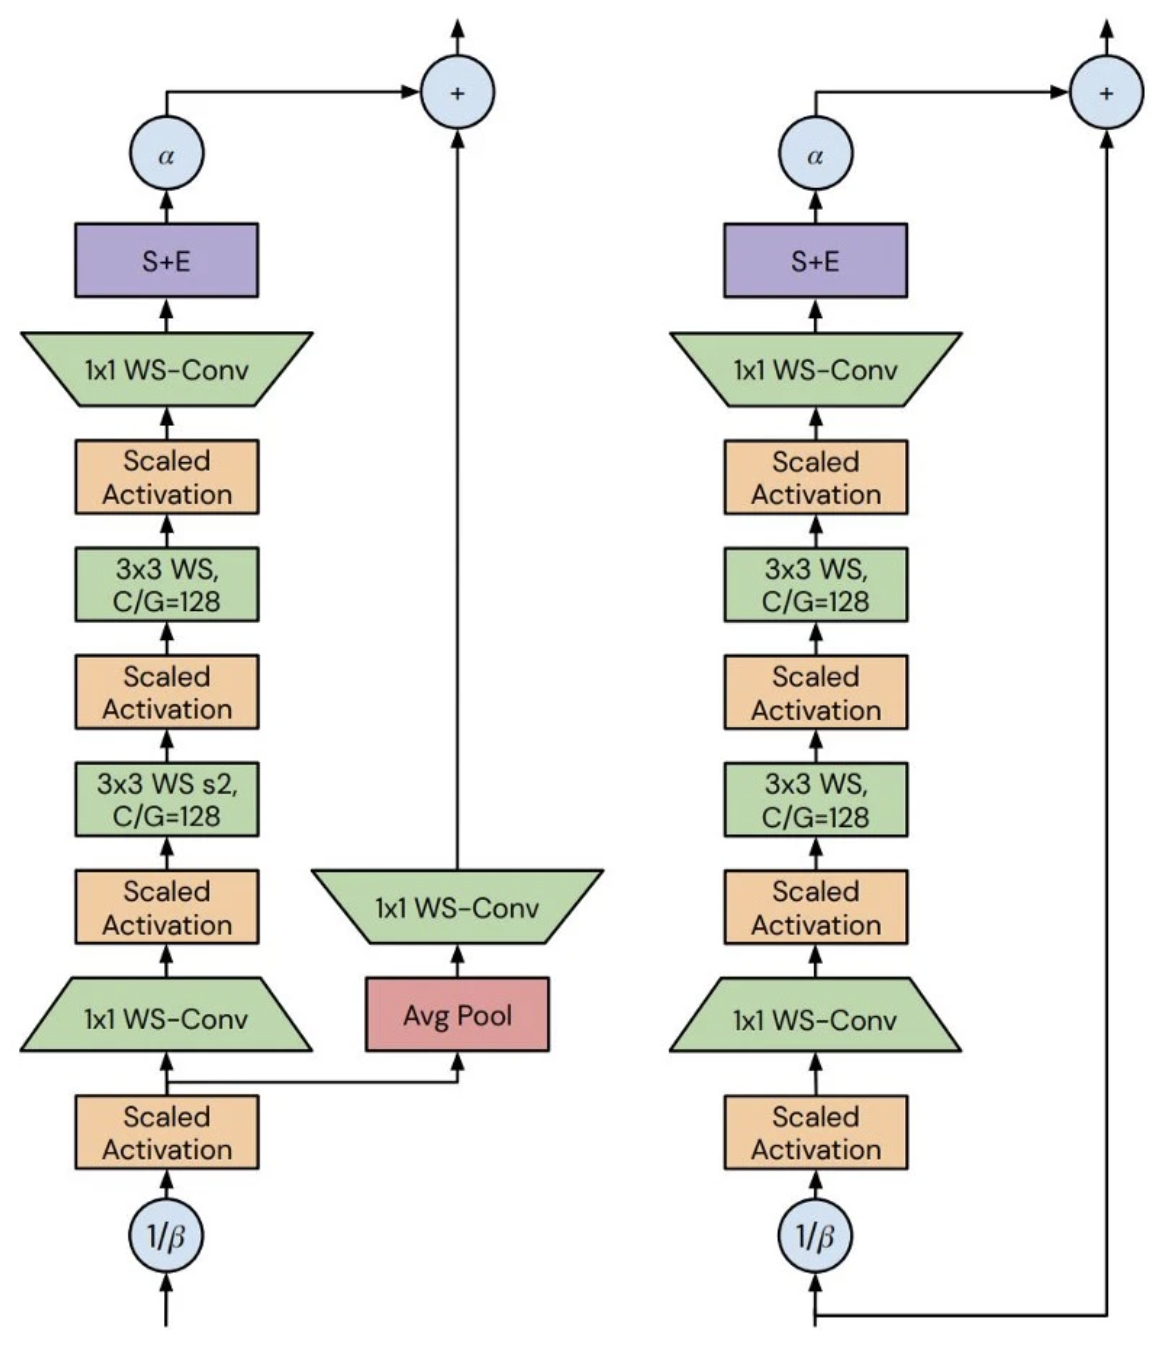 +
α
S+E
1x1 WS-Conv
Scaled
Activation
3x3 WS,
C/G=128
Scaled
Activation
3x3 WS s2,
C/G=128
Scaled
Activation
1x1 WS-Conv
1x1 WS-Conv
Avg Pool
Scaled
Activation
1/β
+
α
S+E
1x1 WS-Conv
Scaled
Activation
3x3 WS,
C/G=128
Scaled
Activation
3x3 WS,
C/G=128
Scaled
Activation
1x1 WS-Conv
Scaled
Activation
1/β